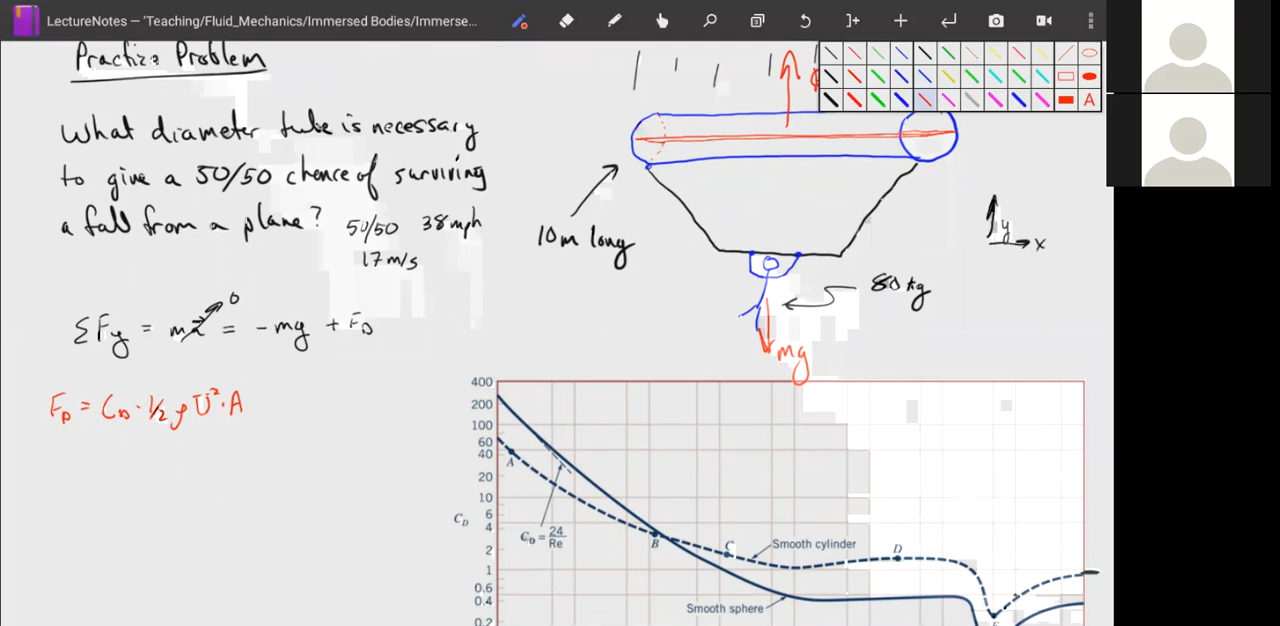 LectureNotes — 'Teaching/Fluid_Mechanics/Immersed Bodies/Immerse...
Practice Problem
What diameter tube is necessary
to give a 50/50 chance of surviving
a fall from a plane? 50/50 38 mph
17 m/s
ΣFy = ma = 0 = -mg + FD
FD = CD · 1/2 ρ U² · A
10m long
80 kg
mg
y
x
A
400
200
100
60
40
20
10
6
4
2
1
0.6
0.4
0.2
CD
A
CD = 24/Re
B
C
Smooth cylinder
D
Smooth sphere
E